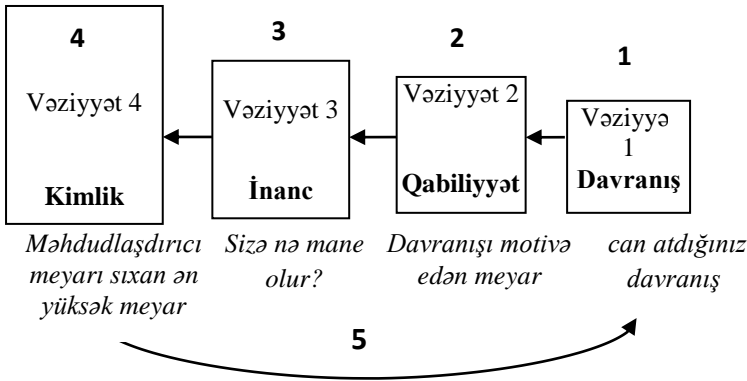 4
3
2
1
Vəziyyət 4
Vəziyyət 3
Vəziyyət 2
Vəziyyə
1
Kimlik
İnanc
Qabiliyyət
Davranış
Məhdudlaşdırıcı
meyarı sıxan ən
yüksək meyar
Sizə nə mane
olur?
Davranışı motivə
edən meyar
can atdığınız
davranış
5